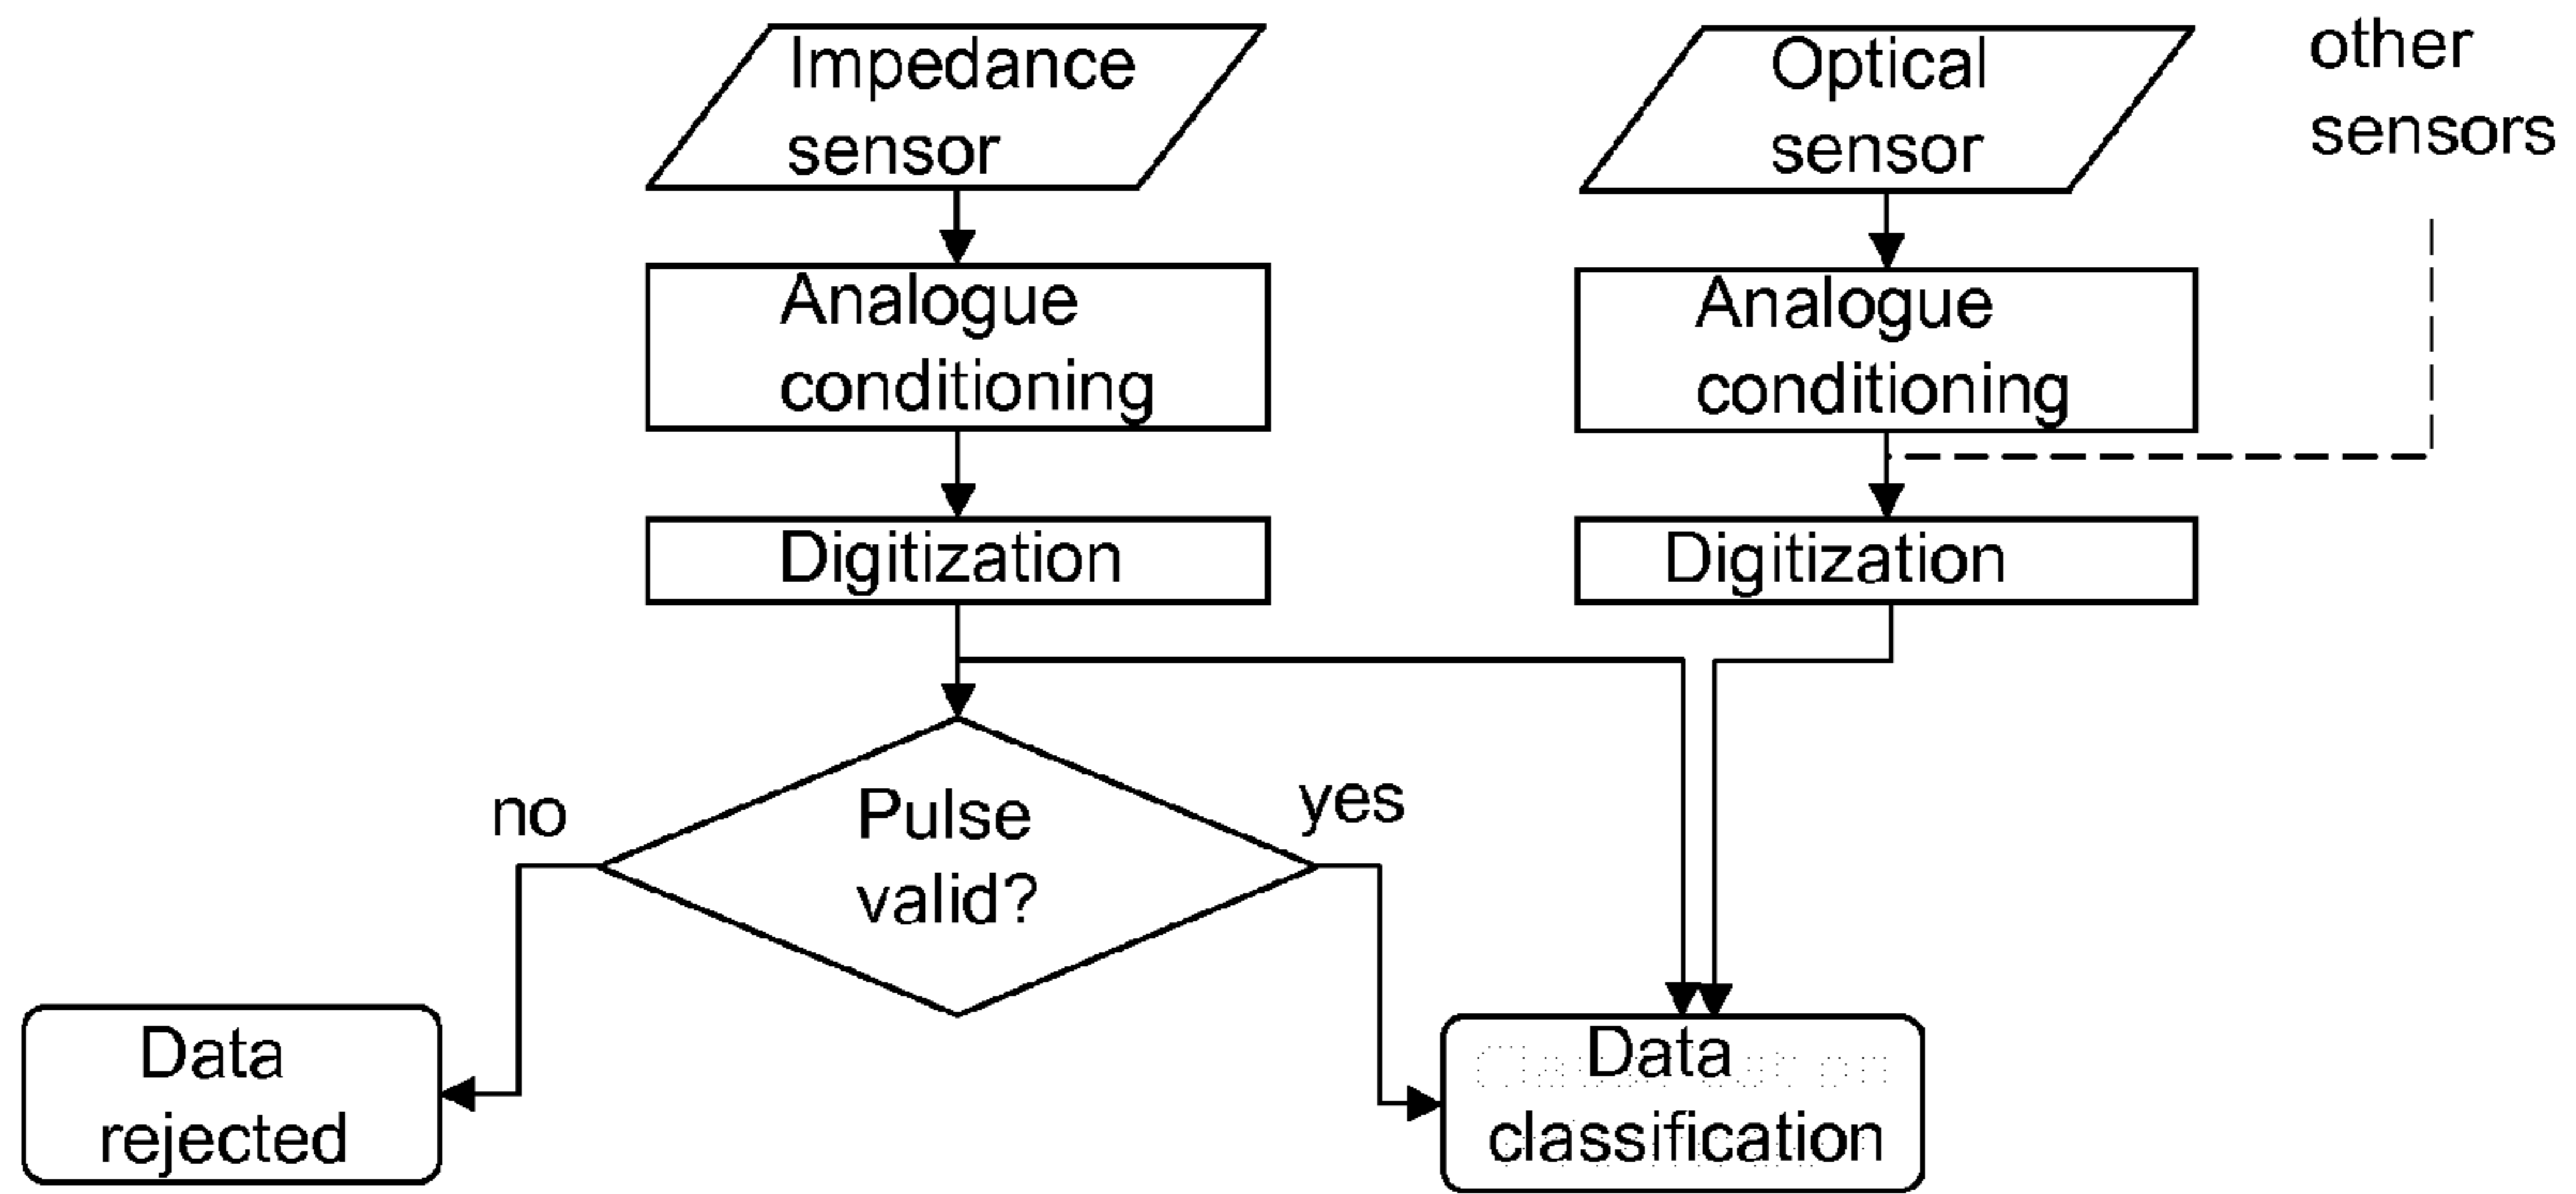 Impedance
sensor
Optical
sensor
other
sensors
Analogue
conditioning
Analogue
conditioning
Digitization
Digitization
no
Pulse
valid?
yes
Data
rejected
Data
classification